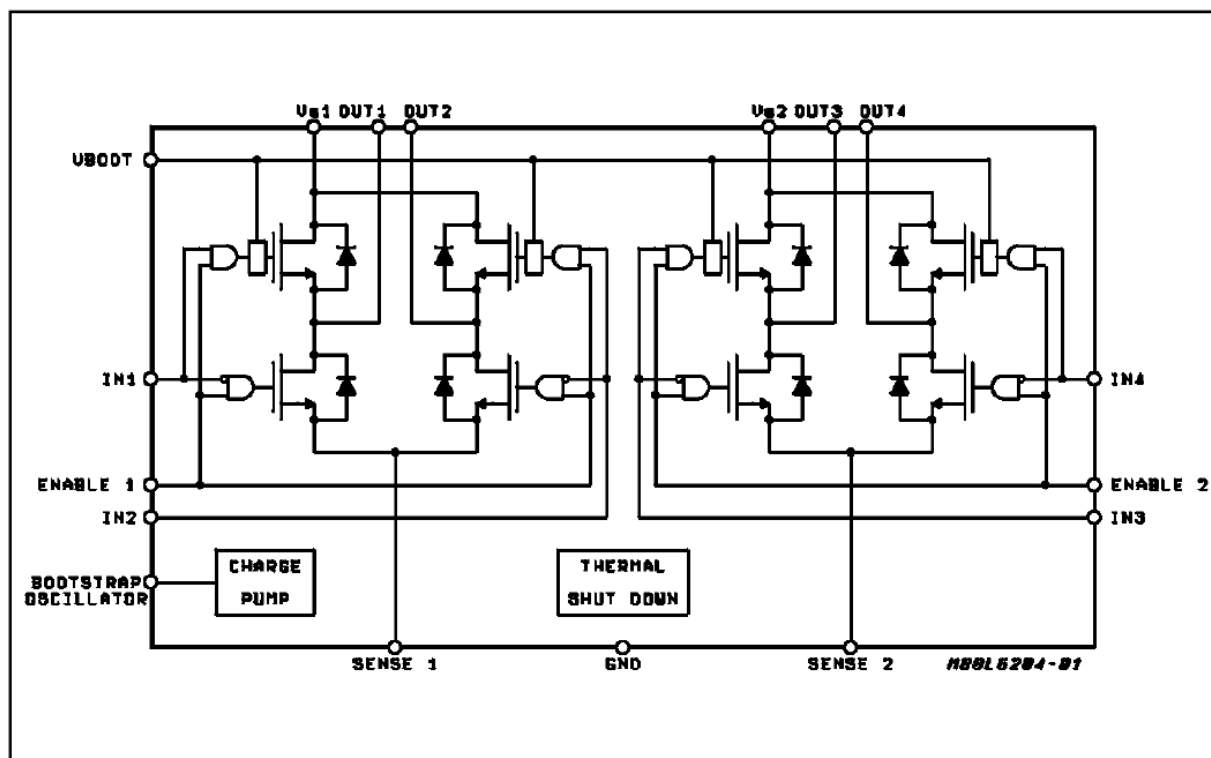 Vs1 OUT1 OUT2 Vs2 OUT3 OUT4
VBOOT
IN1 IN4
ENABLE 1 ENABLE 2
IN2 IN3
BOOTSTRAP
OSCILLATOR
CHARGE
PUMP
THERMAL
SHUT DOWN
SENSE 1 GND SENSE 2 M88L6204-01